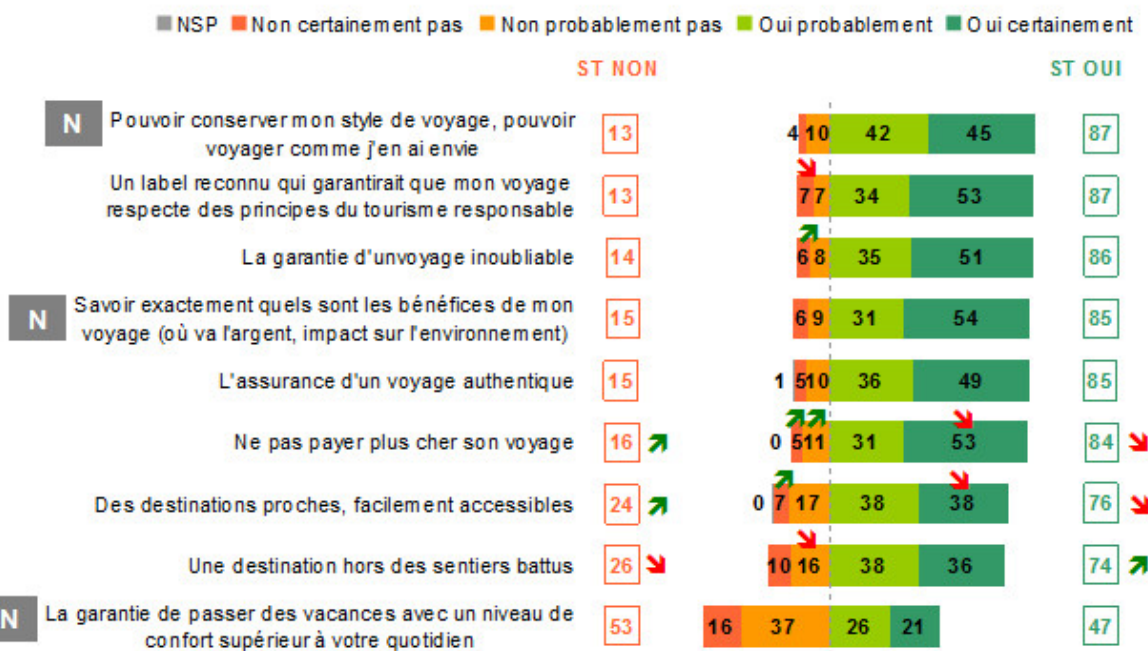 NSP Non certainement pas Non probablement pas Oui probablement Oui certainement
ST NON ST OUI
N Pouvoir conserver mon style de voyage, pouvoir
voyager comme j'en ai envie
13 4 10 42 45 87
Un label reconnu qui garantirait que mon voyage
respecte des principes du tourisme responsable
13 7 7 34 53 87
La garantie d'unvoyage inoubliable 14 6 8 35 51 86
N Savoir exactement quels sont les bénéfices de mon
voyage (où va l'argent, impact sur l'environnement)
15 6 9 31 54 85
L'assurance d'un voyage authentique 15 1 5 10 36 49 85
Ne pas payer plus cher son voyage 16 0 5 11 31 53 84
Des destinations proches, facilement accessibles 24 0 7 17 38 38 76
Une destination hors des sentiers battus 26 10 16 38 36 74
N La garantie de passer des vacances avec un niveau de
confort supérieur à votre quotidien
53 16 37 26 21 47